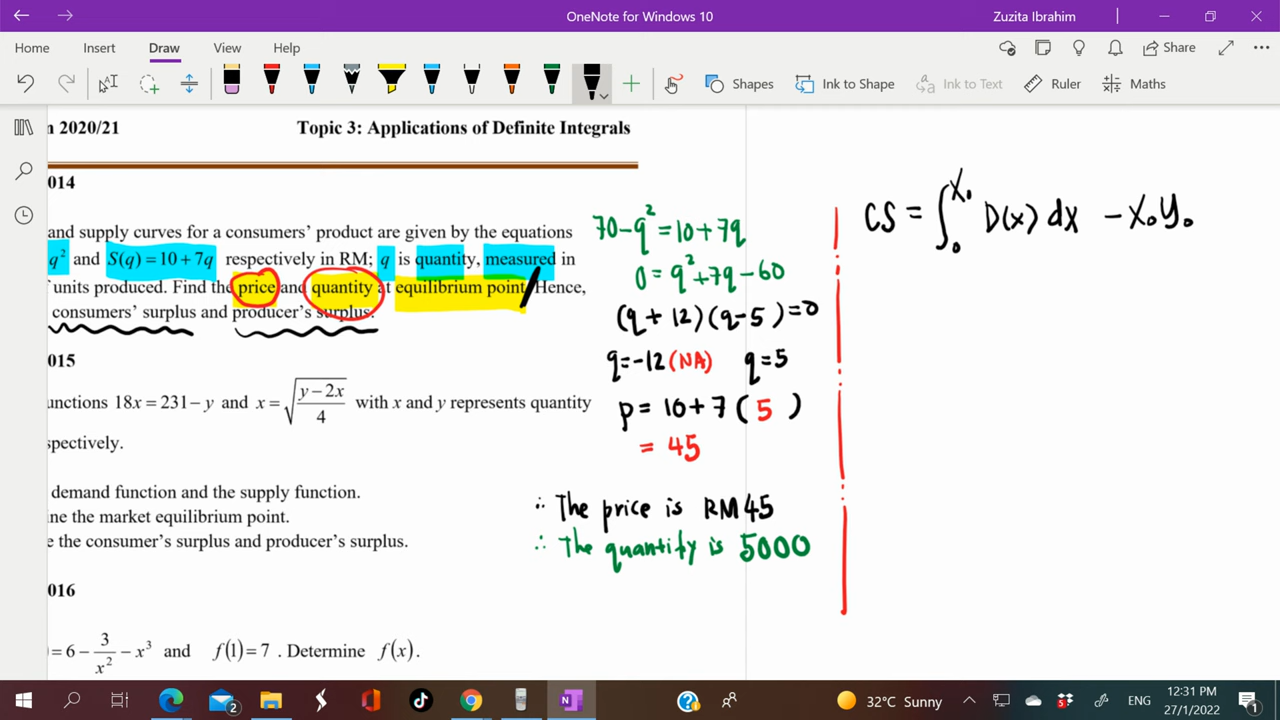 OneNote for Windows 10
Zuzita Ibrahim
Home Insert Draw View Help
Share
Shapes Ink to Shape Ink to Text Ruler Maths
n 2020/21 Topic 3: Applications of Definite Integrals
014
and supply curves for a consumers' product are given by the equations
q² and S(q) = 10 + 7q respectively in RM; q is quantity, measured in
units produced. Find the price and quantity at equilibrium point. Hence,
consumers' surplus and producer's surplus.
015
unctions 18x = 231 − y and x = √((y − 2x)/4) with x and y represents quantity
spectively.
demand function and the supply function.
ne the market equilibrium point.
e the consumer's surplus and producer's surplus.
016
) = 6 − 3/x² − x³ and f(1) = 7 . Determine f(x).
70 − q² = 10 + 7q
0 = q² + 7q − 60
(q + 12)(q − 5) = 0
q = −12 (NA) q = 5
p = 10 + 7 ( 5 )
= 45
∴ The price is RM45
∴ The quantity is 5000
CS = ∫₀^X₀ D(x) dx − X₀Y₀
2
32°C Sunny
ENG
12:31 PM
27/1/2022
1
5